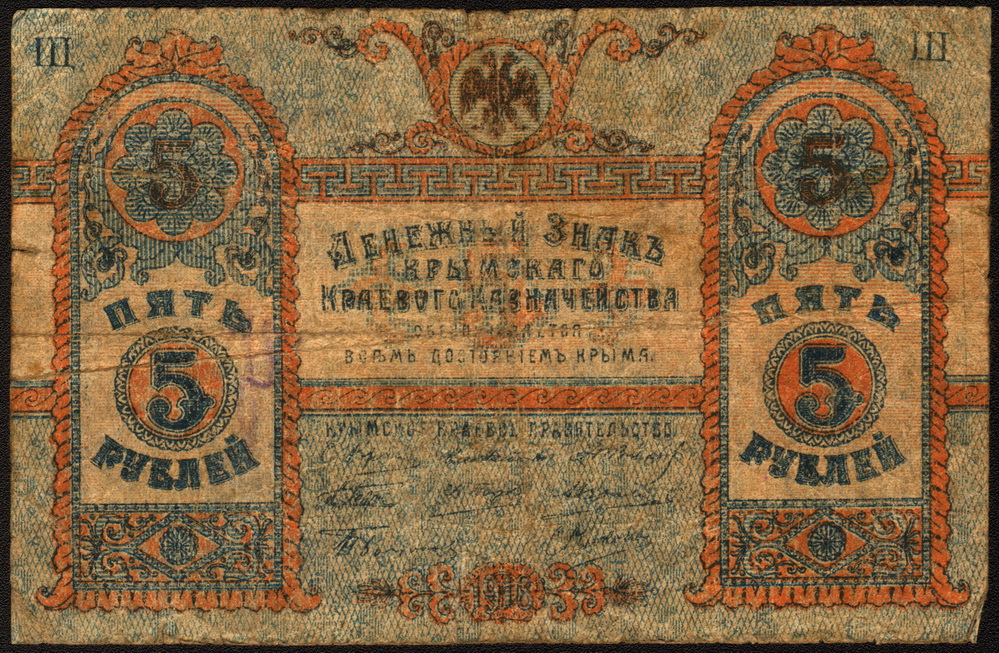 Ш Ш
5 5
ДЕНЕЖНЫЙ ЗНАКЪ
КРЫМСКАГО
КРАЕВОГО КАЗНАЧЕЙСТВА
ВСѢМЪ ДОСТОЯНІЕМЪ КРЫМА.
ПЯТЬ
5
РУБЛЕЙ
ПЯТЬ
5
РУБЛЕЙ
КРЫМСКОЕ КРАЕВОЕ ПРАВИТЕЛЬСТВО
1918